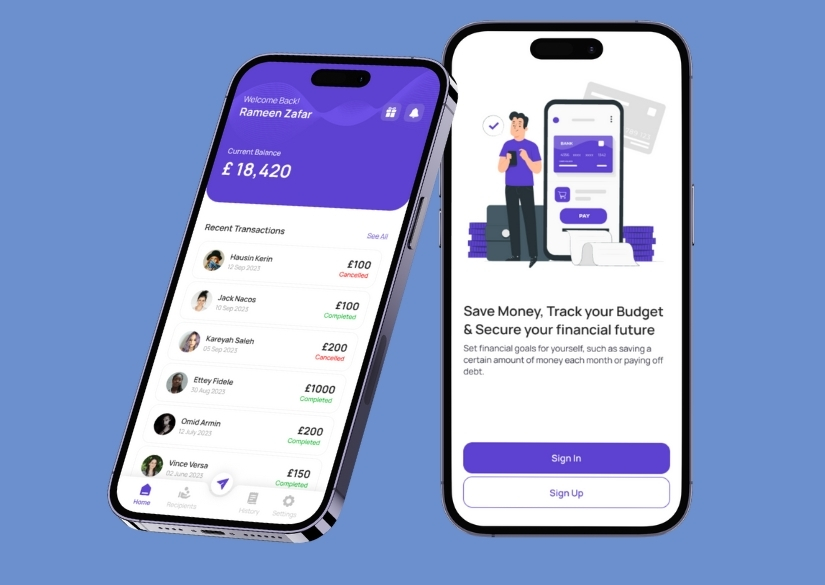 Welcome Back!
Rameen Zafar
Current Balance
£ 18,420
Recent Transactions
See All
Hausin Kerin
£100
12 Sep 2023
Cancelled
Jack Nacos
£100
10 Sep 2023
Completed
Kareyah Saleh
£200
05 Sep 2023
Cancelled
Ettey Fidele
£1000
30 Aug 2023
Completed
Omid Armin
£200
12 July 2023
Completed
Vince Versa
£150
02 June 2023
Completed
Home
Recipients
History
Settings
BANK
PAY
Save Money, Track your Budget
& Secure your financial future
Set financial goals for yourself, such as saving a
certain amount of money each month or paying off
debt.
Sign In
Sign Up